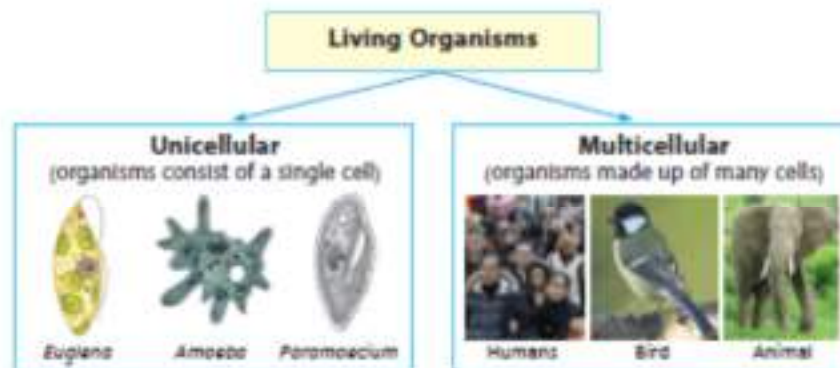 Living Organisms
Unicellular
(organisms consist of a single cell)
Euglena
Amoeba
Paramoecium
Multicellular
(organisms made up of many cells)
Humans
Bird
Animal